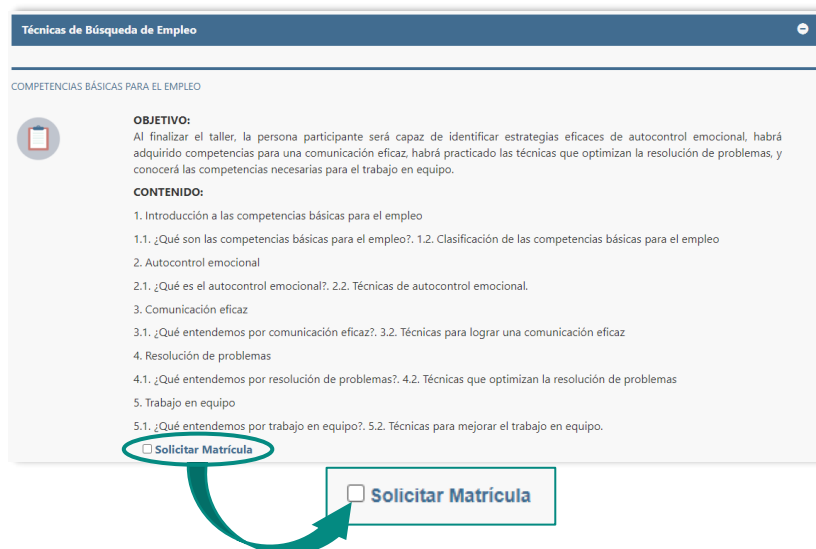 Técnicas de Búsqueda de Empleo
COMPETENCIAS BÁSICAS PARA EL EMPLEO
OBJETIVO:
Al finalizar el taller, la persona participante será capaz de identificar estrategias eficaces de autocontrol emocional, habrá
adquirido competencias para una comunicación eficaz, habrá practicado las técnicas que optimizan la resolución de problemas, y
conocerá las competencias necesarias para el trabajo en equipo.
CONTENIDO:
1. Introducción a las competencias básicas para el empleo
1.1. ¿Qué son las competencias básicas para el empleo?. 1.2. Clasificación de las competencias básicas para el empleo
2. Autocontrol emocional
2.1. ¿Qué es el autocontrol emocional?. 2.2. Técnicas de autocontrol emocional.
3. Comunicación eficaz
3.1. ¿Qué entendemos por comunicación eficaz?. 3.2. Técnicas para lograr una comunicación eficaz
4. Resolución de problemas
4.1. ¿Qué entendemos por resolución de problemas?. 4.2. Técnicas que optimizan la resolución de problemas
5. Trabajo en equipo
5.1. ¿Qué entendemos por trabajo en equipo?. 5.2. Técnicas para mejorar el trabajo en equipo.
Solicitar Matrícula
Solicitar Matrícula